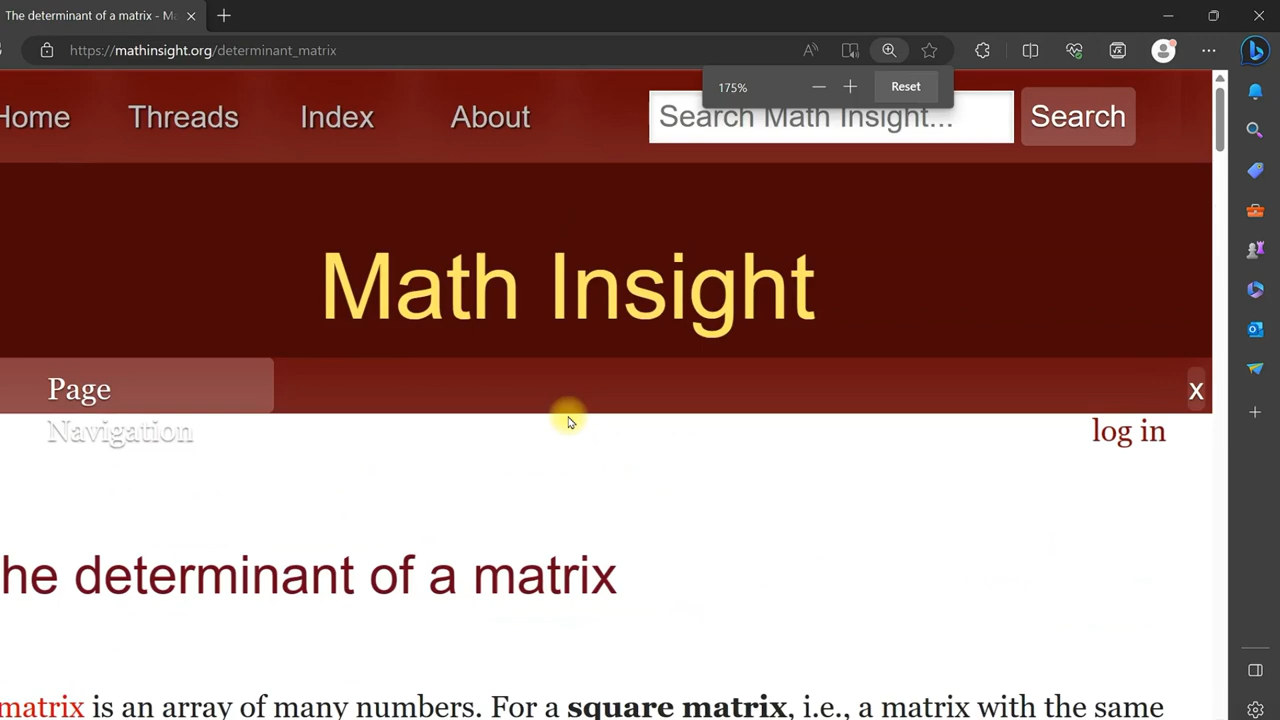 The determinant of a matrix - Ma
https://mathinsight.org/determinant_matrix
175%
Reset
Home Threads Index About
Search Math Insight...
Search
Math Insight
Page
Navigation
x
log in
he determinant of a matrix
matrix is an array of many numbers. For a square matrix, i.e., a matrix with the same